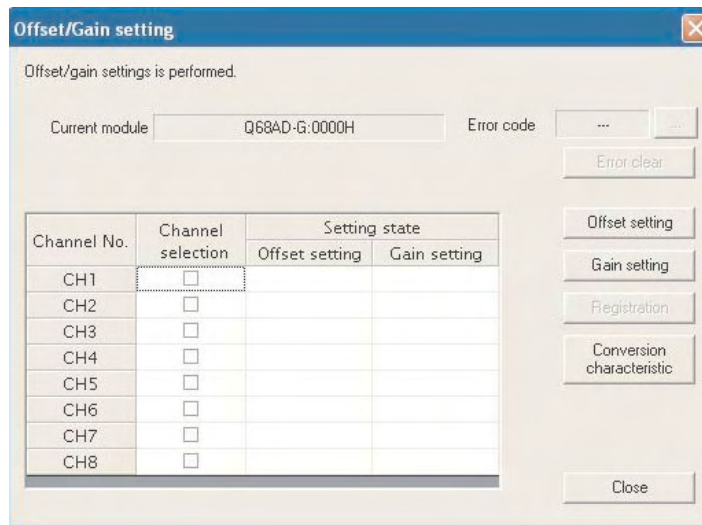 Offset/Gain setting
Offset/gain settings is performed.
Current module Q68AD-G:0000H Error code --- ...
Error clear
Channel No. Channel selection Setting state
Offset setting Gain setting
CH1
CH2
CH3
CH4
CH5
CH6
CH7
CH8
Offset setting
Gain setting
Registration
Conversion
characteristic
Close